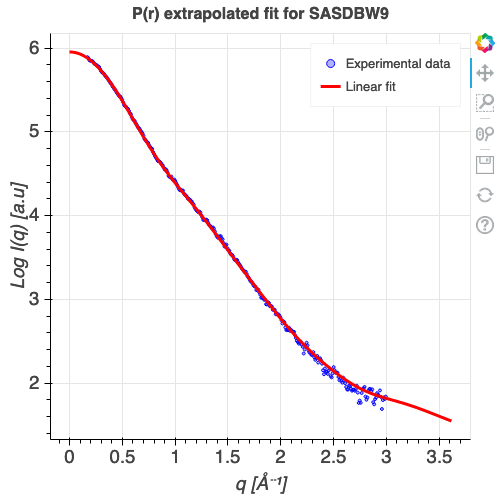 P(r) extrapolated fit for SASDBW9
Experimental data
Linear fit
Log I(q) [a.u]
6
5
4
3
2
0 0.5 1 1.5 2 2.5 3 3.5
q [Å⁻¹]